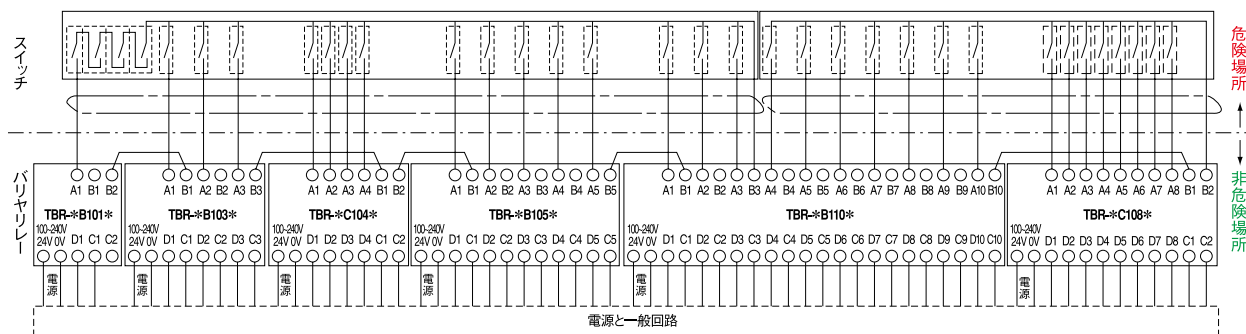 スイッチ
危険場所
バリヤリレー
非危険場所
A1 B1 B2
TBR-*B101*
100-240V
24V 0V D1 C1 C2
電源
A1 B1 A2 B2 A3 B3
TBR-*B103*
100-240V
24V 0V D1 C1 D2 C2 D3 C3
電源
A1 A2 A3 A4 B1 B2
TBR-*C104*
100-240V
24V 0V D1 D2 D3 D4 C1 C2
電源
A1 B1 A2 B2 A3 B3 A4 B4 A5 B5
TBR-*B105*
100-240V
24V 0V D1 C1 D2 C2 D3 C3 D4 C4 D5 C5
電源
A1 B1 A2 B2 A3 B3 A4 B4 A5 B5 A6 B6 A7 B7 A8 B8 A9 B9 A10 B10
TBR-*B110*
100-240V
24V 0V D1 C1 D2 C2 D3 C3 D4 C4 D5 C5 D6 C6 D7 C7 D8 C8 D9 C9 D10 C10
電源
A1 A2 A3 A4 A5 A6 A7 A8 B1 B2
TBR-*C108*
100-240V
24V 0V D1 D2 D3 D4 D5 D6 D7 D8 C1 C2
電源
電源と一般回路